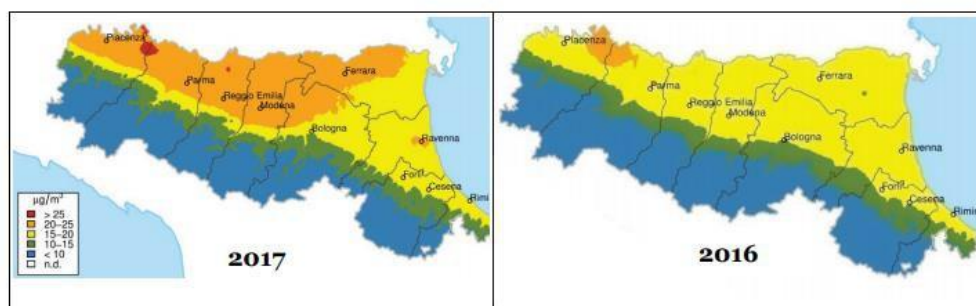 Piacenza
Parma
Reggio Emilia
Modena
Ferrara
Bologna
Ravenna
Forlì
Cesena
Rimini
µg/m³
> 25
20–25
15–20
10–15
< 10
n.d.
2017
Piacenza
Parma
Reggio Emilia
Modena
Ferrara
Bologna
Ravenna
Forlì
Cesena
Rimini
2016